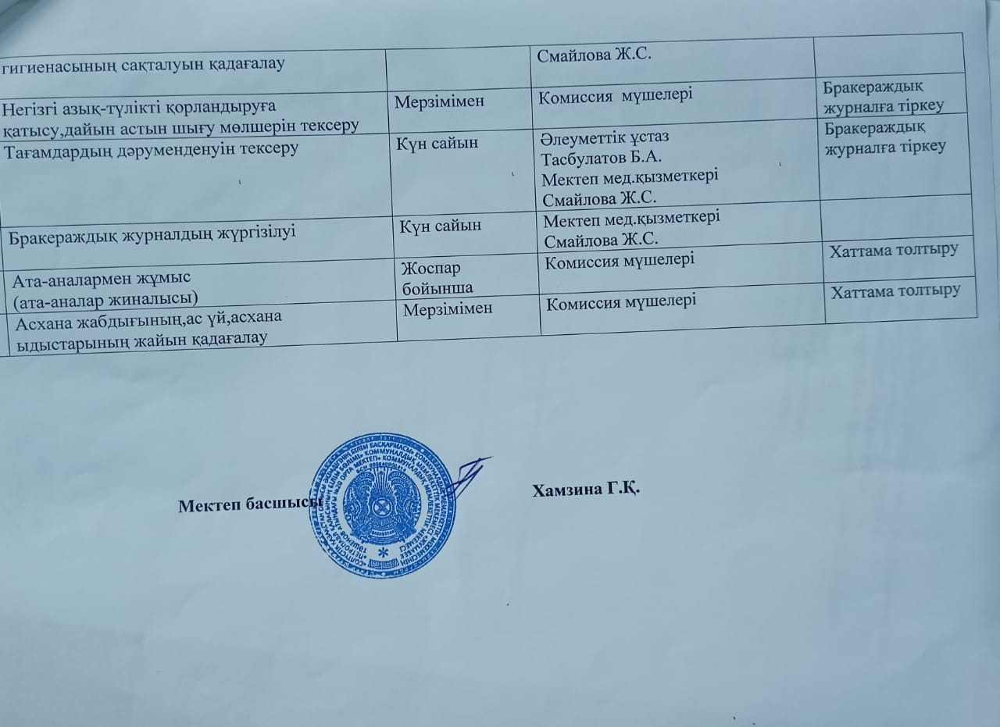 гигиенасының сақталуын қадағалау
Смайлова Ж.С.
Негізгі азық-түлікті қорландыруға
қатысу,дайын астын шығу мөлшерін тексеру
Мерзімімен
Комиссия мүшелері
Бракераждық
журналға тіркеу
Тағамдардың дәрумендеnуін тексеру
Күн сайын
Әлеуметтік ұстаз
Тасбулатов Б.А.
Мектеп мед.қызметкері
Смайлова Ж.С.
Бракераждық
журналға тіркеу
Бракераждық журналдың жүргізілуі
Күн сайын
Мектеп мед.қызметкері
Смайлова Ж.С.
Ата-аналармен жұмыс
(ата-аналар жиналысы)
Жоспар
бойынша
Комиссия мүшелері
Хаттама толтыру
Асхана жабдығының,ас үй,асхана
ыдыстарының жайын қадағалау
Мерзімімен
Комиссия мүшелері
Хаттама толтыру
Мектеп басшысы
Хамзина Г.Қ.